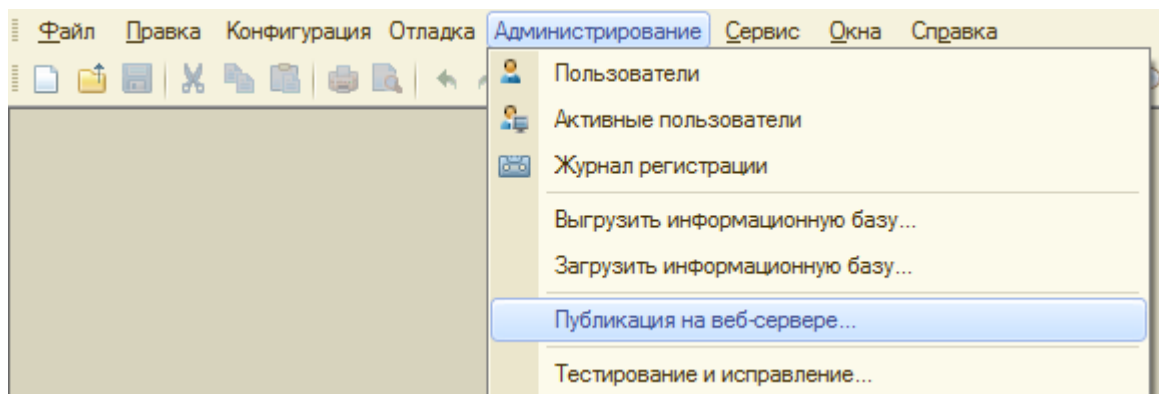 Файл Правка Конфигурация Отладка Администрирование Сервис Окна Справка
Пользователи
Активные пользователи
Журнал регистрации
Выгрузить информационную базу...
Загрузить информационную базу...
Публикация на веб-сервере...
Тестирование и исправление...